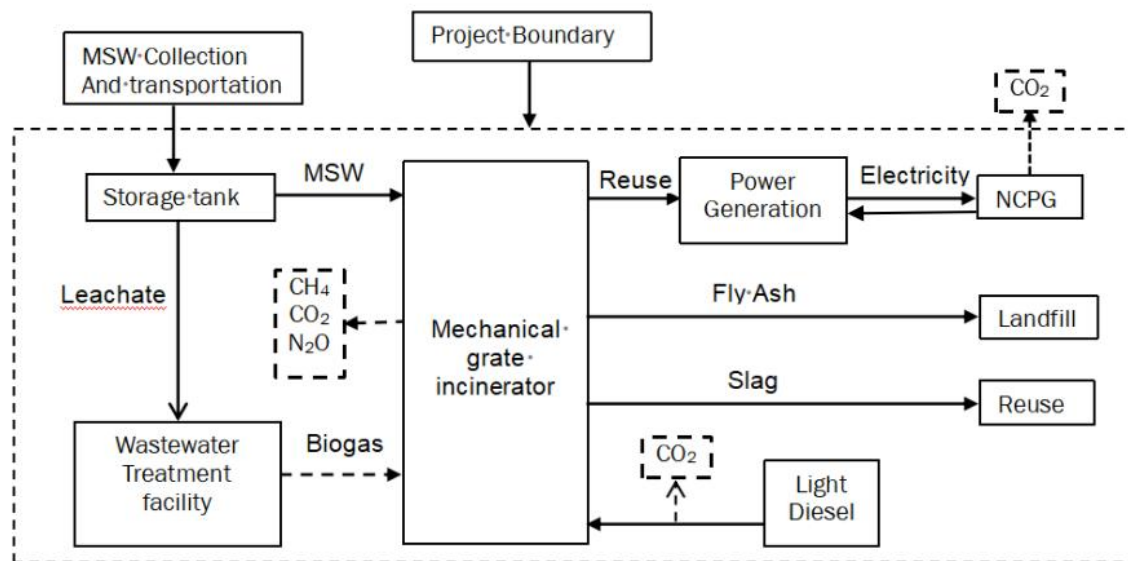 MSW Collection
And transportation
Project Boundary
CO₂
Storage tank
MSW
Reuse
Power
Generation
Electricity
NCPG
Leachate
CH₄
CO₂
N₂O
Mechanical
grate
incinerator
Fly Ash
Landfill
Slag
Reuse
Wastewater
Treatment
facility
Biogas
CO₂
Light
Diesel